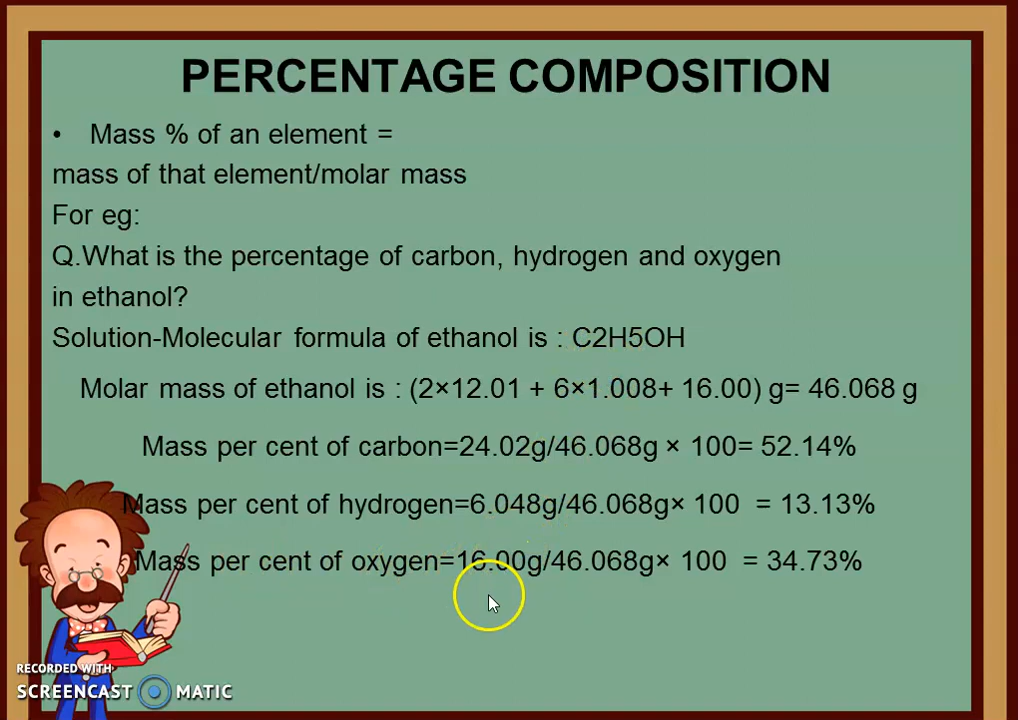 PERCENTAGE COMPOSITION
• Mass % of an element =
mass of that element/molar mass
For eg:
Q.What is the percentage of carbon, hydrogen and oxygen
in ethanol?
Solution-Molecular formula of ethanol is : C2H5OH
Molar mass of ethanol is : (2×12.01 + 6×1.008+ 16.00) g= 46.068 g
Mass per cent of carbon=24.02g/46.068g × 100= 52.14%
Mass per cent of hydrogen=6.048g/46.068g× 100 = 13.13%
Mass per cent of oxygen=16.00g/46.068g× 100 = 34.73%
RECORDED WITH
SCREENCAST MATIC